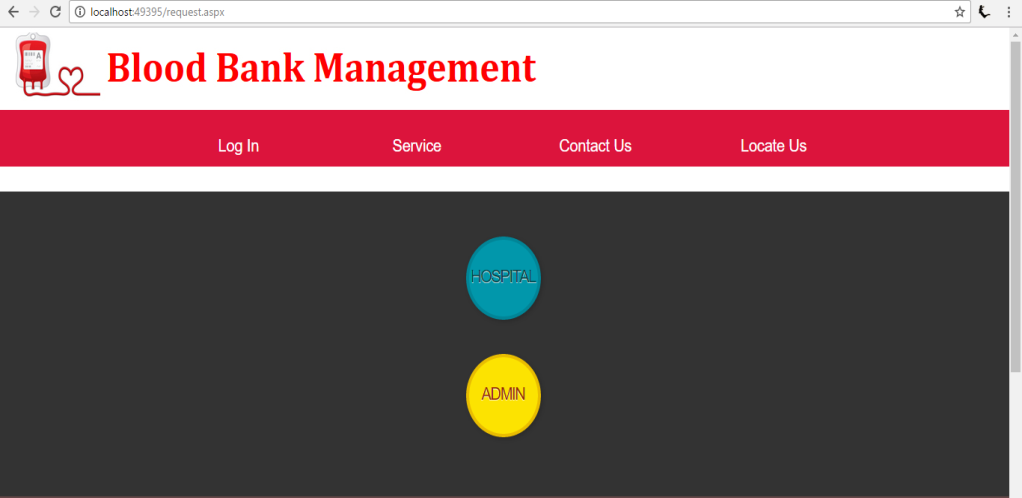 localhost:49395/request.aspx
Blood Bank Management
Log In Service Contact Us Locate Us
HOSPITAL
ADMIN